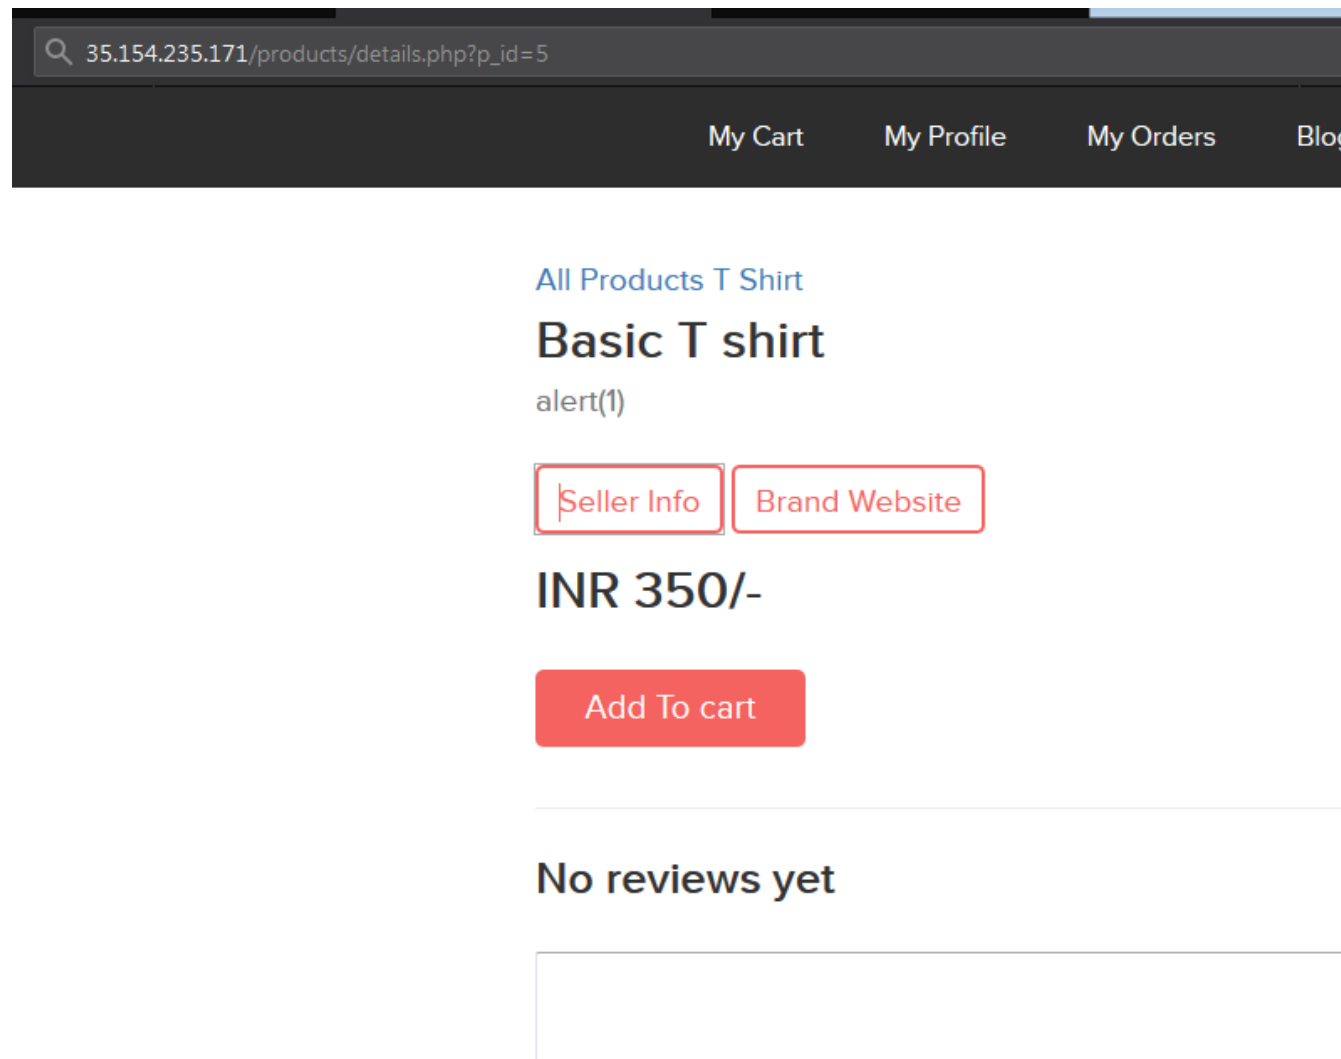 35.154.235.171/products/details.php?p_id=5
My Cart My Profile My Orders Blog
All Products T Shirt
Basic T shirt
alert(1)
Seller Info Brand Website
INR 350/-
Add To cart
No reviews yet